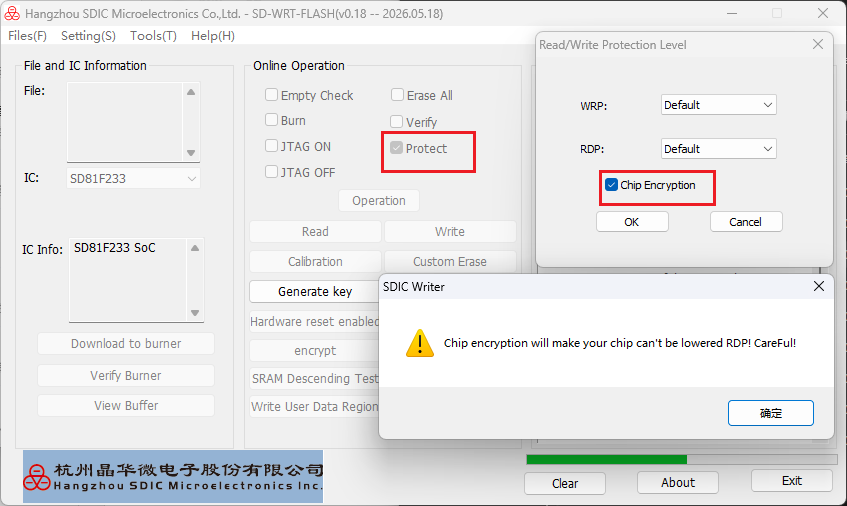 Hangzhou SDIC Microelectronics Co.,Ltd. - SD-WRT-FLASH(v0.18 -- 2026.05.18)
Files(F) Setting(S) Tools(T) Help(H)
File and IC Information
File:
IC:
SD81F233
IC Info:
SD81F233 SoC
Download to burner
Verify Burner
View Buffer
Online Operation
Empty Check
Erase All
Burn
Verify
JTAG ON
Protect
JTAG OFF
Operation
Read
Write
Calibration
Custom Erase
Generate key
Hardware reset enabled
encrypt
SRAM Descending Test
Write User Data Region
Read/Write Protection Level
WRP:
Default
RDP:
Default
Chip Encryption
OK
Cancel
SDIC Writer
Chip encryption will make your chip can't be lowered RDP! CareFul!
确定
杭州晶华微电子股份有限公司
Hangzhou SDIC Microelectronics Inc.
Clear
About
Exit